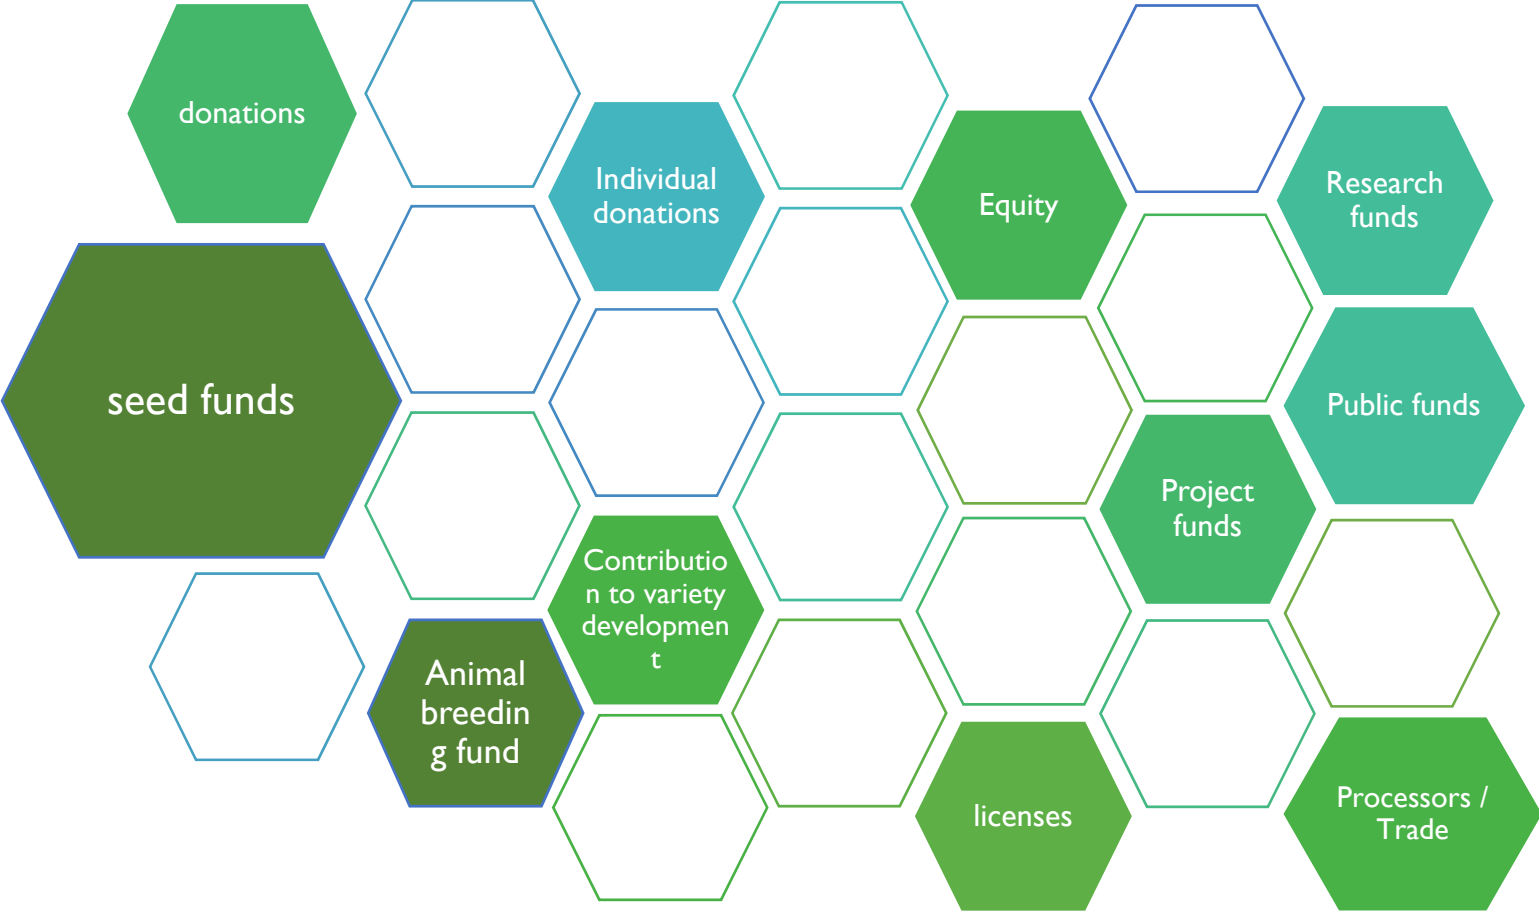 donations
Individual
donations
Equity
Research
funds
seed funds
Public funds
Project
funds
Contributio
n to variety
developmen
t
Animal
breedin
g fund
licenses
Processors /
Trade